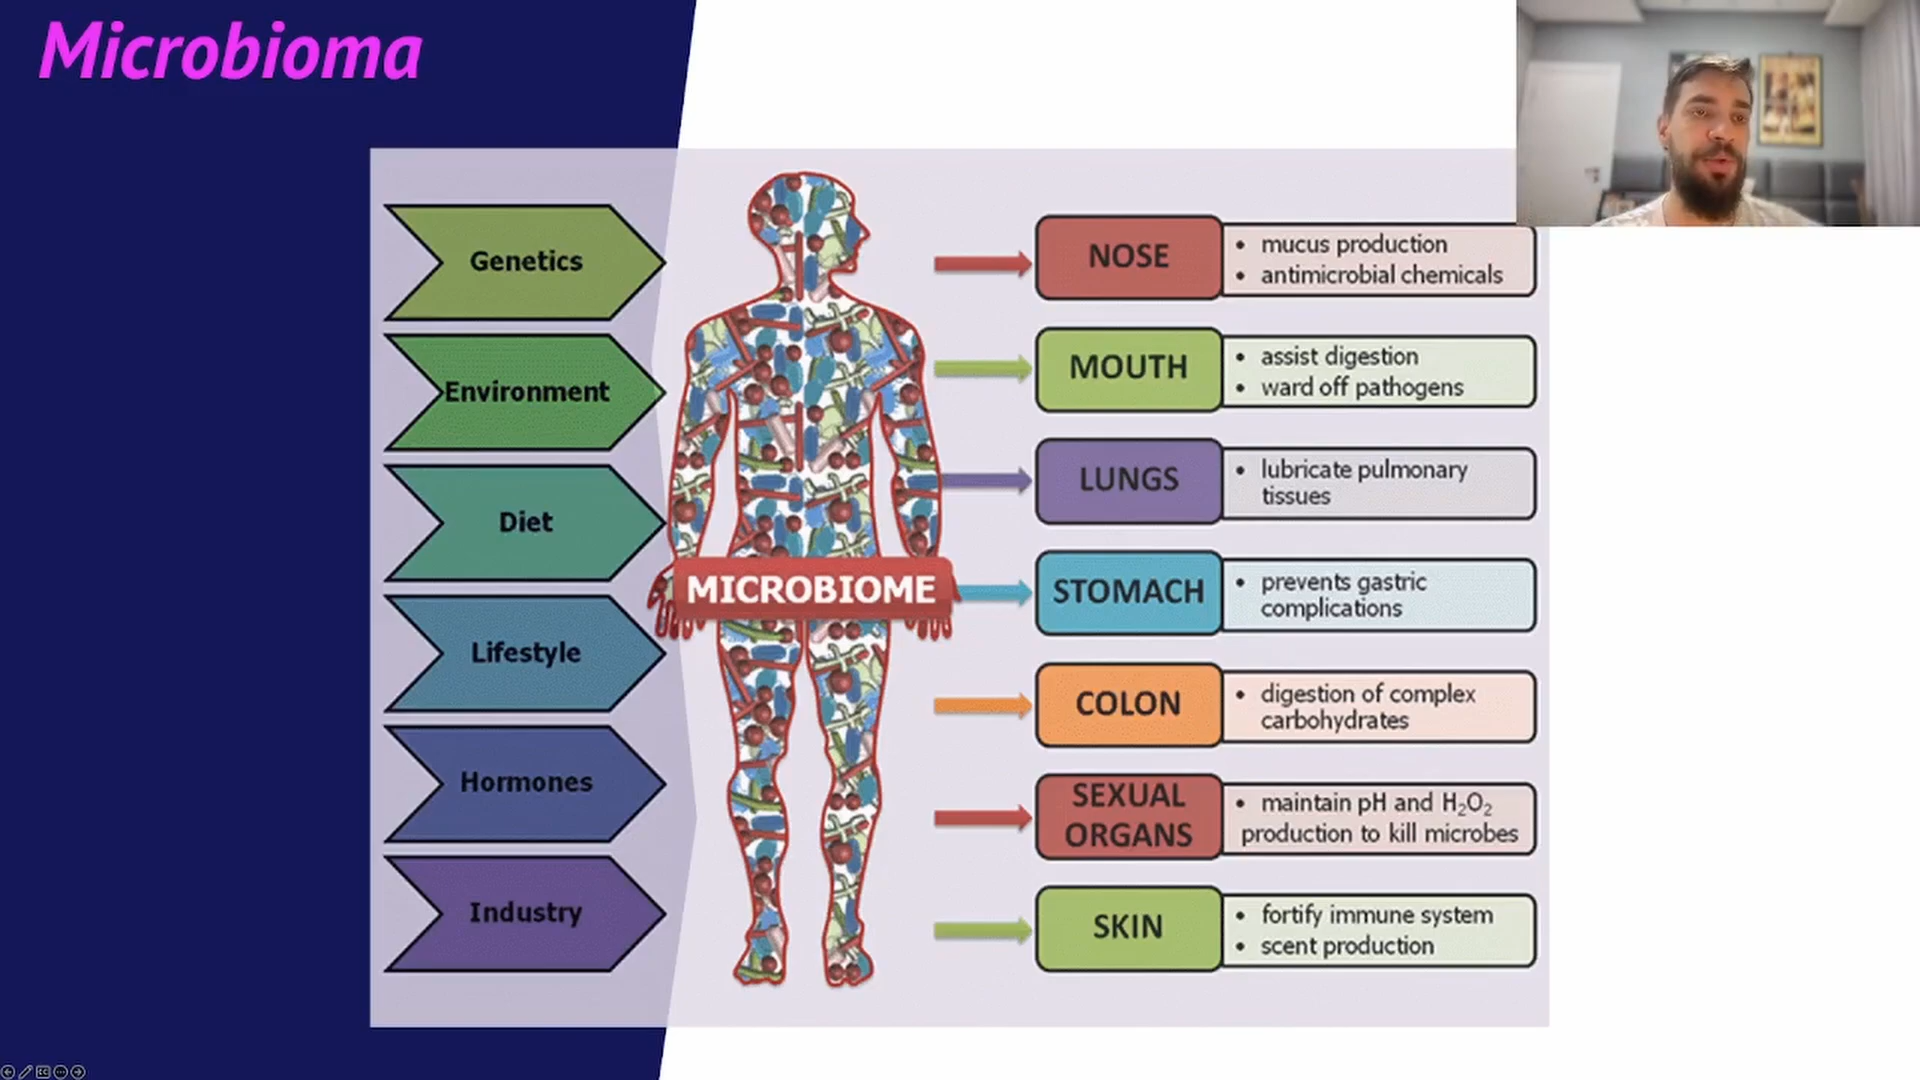 Microbioma
Genetics
Environment
Diet
Lifestyle
Hormones
Industry
MICROBIOME
NOSE
• mucus production
• antimicrobial chemicals
MOUTH
• assist digestion
• ward off pathogens
LUNGS
• lubricate pulmonary
tissues
STOMACH
• prevents gastric
complications
COLON
• digestion of complex
carbohydrates
SEXUAL
ORGANS
• maintain pH and H₂O₂
production to kill microbes
SKIN
• fortify immune system
• scent production